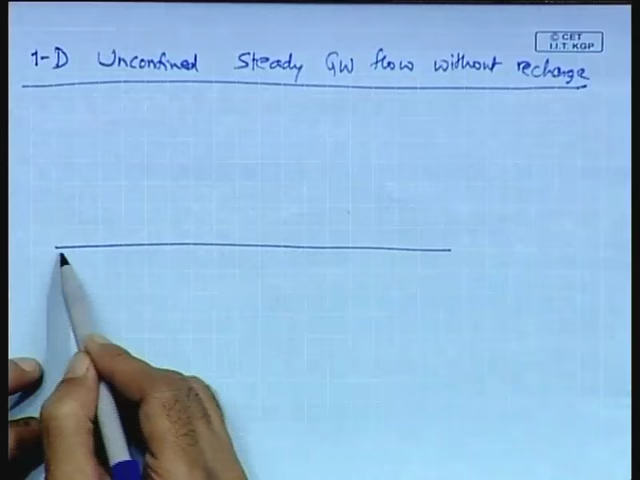 © CET
I.I.T. KGP
1-D Unconfined Steady GW flow without recharge